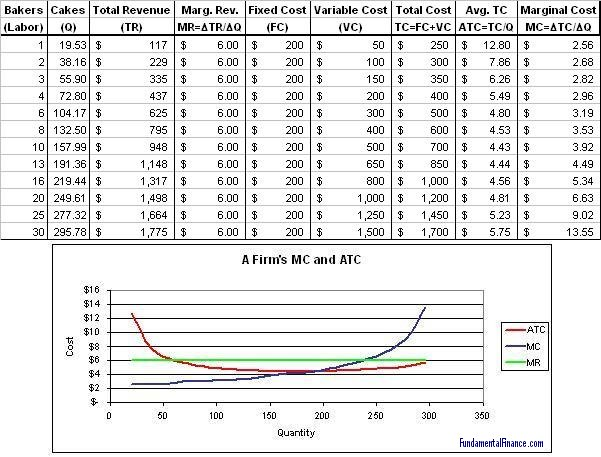 Bakers Cakes Total Revenue Marg. Rev. Fixed Cost Variable Cost Total Cost Avg. TC Marginal Cost
(Labor) (Q) (TR) MR=ΔTR/ΔQ (FC) (VC) TC=FC+VC ATC=TC/Q MC=ΔTC/ΔQ
1 19.53 $ 117 $ 6.00 $ 200 $ 50 $ 250 $ 12.80 $ 2.56
2 38.16 $ 229 $ 6.00 $ 200 $ 100 $ 300 $ 7.86 $ 2.68
3 55.90 $ 335 $ 6.00 $ 200 $ 150 $ 350 $ 6.26 $ 2.82
4 72.80 $ 437 $ 6.00 $ 200 $ 200 $ 400 $ 5.49 $ 2.96
6 104.17 $ 625 $ 6.00 $ 200 $ 300 $ 500 $ 4.80 $ 3.19
8 132.50 $ 795 $ 6.00 $ 200 $ 400 $ 600 $ 4.53 $ 3.53
10 157.99 $ 948 $ 6.00 $ 200 $ 500 $ 700 $ 4.43 $ 3.92
13 191.36 $ 1,148 $ 6.00 $ 200 $ 650 $ 850 $ 4.44 $ 4.49
16 219.44 $ 1,317 $ 6.00 $ 200 $ 800 $ 1,000 $ 4.56 $ 5.34
20 249.61 $ 1,498 $ 6.00 $ 200 $ 1,000 $ 1,200 $ 4.81 $ 6.63
25 277.32 $ 1,664 $ 6.00 $ 200 $ 1,250 $ 1,450 $ 5.23 $ 9.02
30 295.78 $ 1,775 $ 6.00 $ 200 $ 1,500 $ 1,700 $ 5.75 $ 13.55
A Firm's MC and ATC
$16
$14
$12
$10
$8
$6
$4
$2
$-
Cost
0 50 100 150 200 250 300 350
Quantity
ATC
MC
MR
FundamentalFinance.com